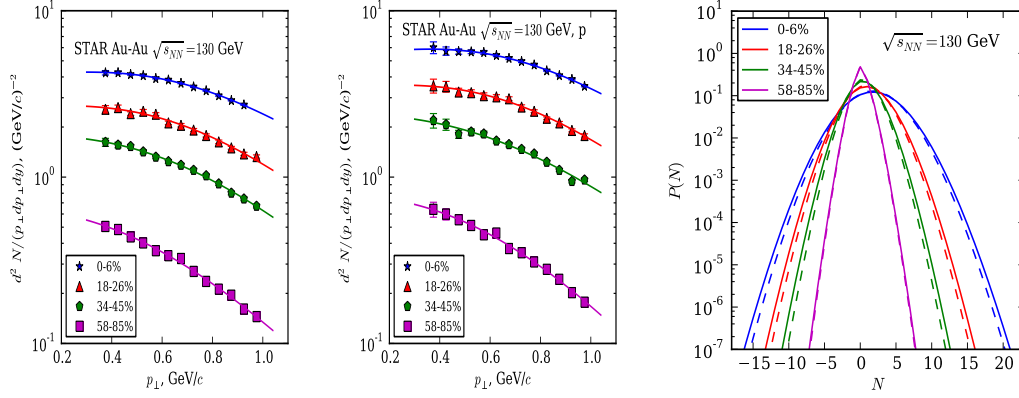 STAR Au-Au √s_NN = 130 GeV
d² N/(p⊥dp⊥dy), (GeV/c)⁻²
10¹
10⁰
10⁻¹
0-6%
18-26%
34-45%
58-85%
0.2 0.4 0.6 0.8 1.0
p⊥, GeV/c
STAR Au-Au √s_NN = 130 GeV, p
d² N/(p⊥dp⊥dy), (GeV/c)⁻²
10¹
10⁰
10⁻¹
0-6%
18-26%
34-45%
58-85%
0.2 0.4 0.6 0.8 1.0
p⊥, GeV/c
0-6%
18-26%
34-45%
58-85%
√s_NN = 130 GeV
P(N)
10¹
10⁰
10⁻¹
10⁻²
10⁻³
10⁻⁴
10⁻⁵
10⁻⁶
10⁻⁷
−15 −10 −5 0 5 10 15 20
N